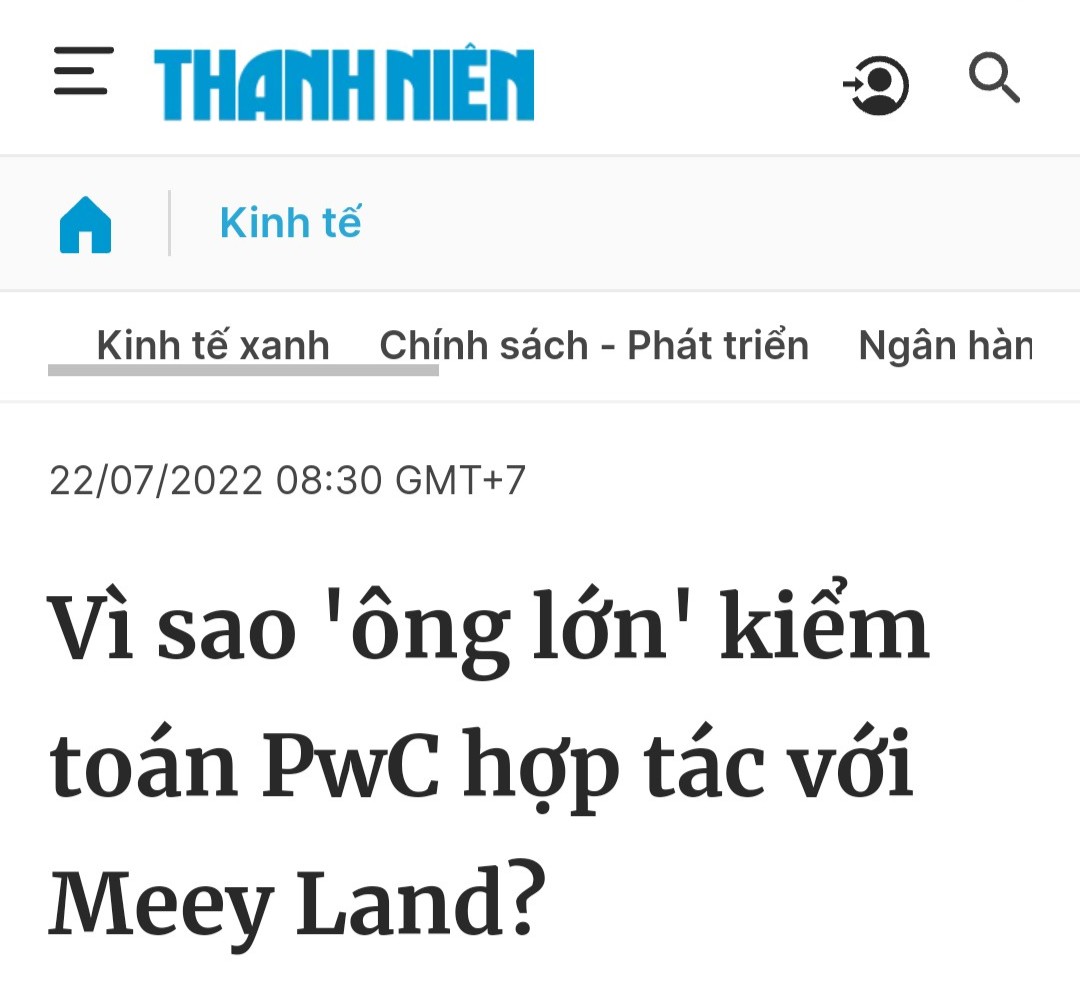 THANH NIÊN
Kinh tế
Kinh tế xanh Chính sách - Phát triển Ngân hàn
22/07/2022 08:30 GMT+7
Vì sao 'ông lớn' kiểm
toán PwC hợp tác với
Meey Land?